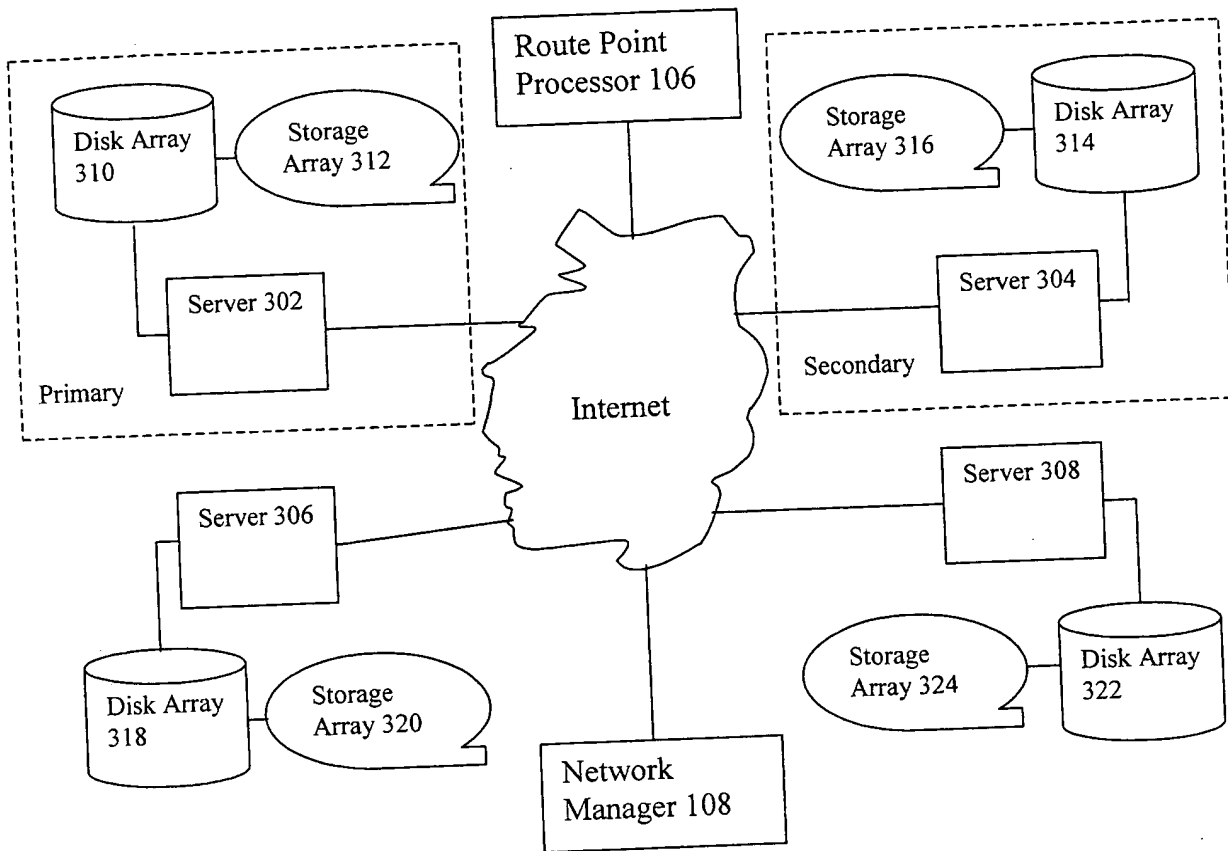 Route Point
Processor 106
Disk Array
310
Storage
Array 312
Storage
Array 316
Disk Array
314
Server 302
Server 304
Primary
Secondary
Internet
Server 306
Server 308
Disk Array
318
Storage
Array 320
Storage
Array 324
Disk Array
322
Network
Manager 108